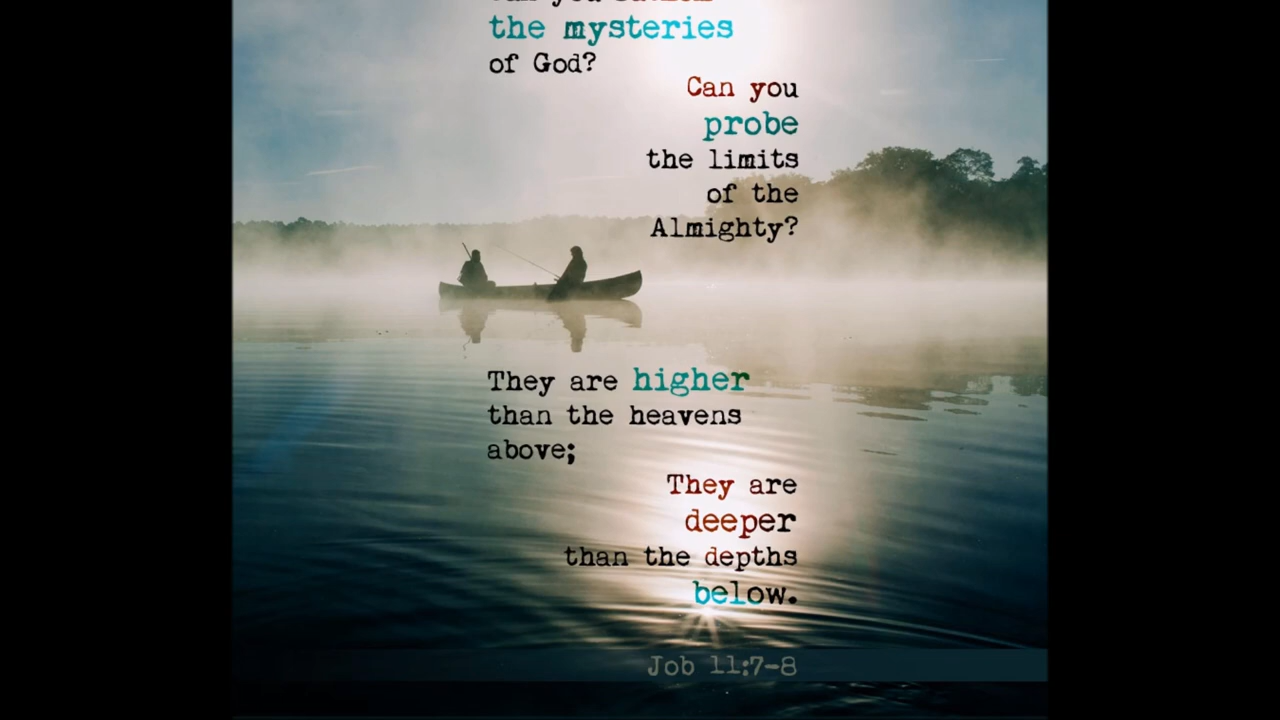 the mysteries
of God?
Can you
probe
the limits
of the
Almighty?
They are higher
than the heavens
above;
They are
deeper
than the depths
below.
Job 11:7-8